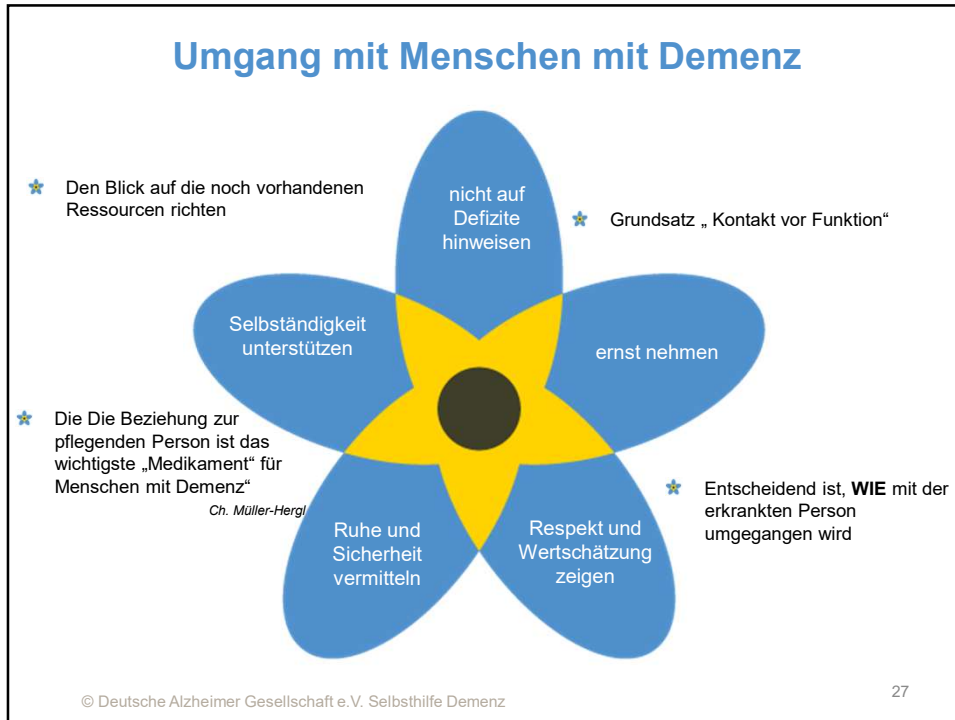 Umgang mit Menschen mit Demenz
Den Blick auf die noch vorhandenen
Ressourcen richten
nicht auf
Defizite
hinweisen
Grundsatz „ Kontakt vor Funktion“
Selbständigkeit
unterstützen
ernst nehmen
Die Die Beziehung zur
pflegenden Person ist das
wichtigste „Medikament“ für
Menschen mit Demenz“
Ch. Müller-Hergl
Ruhe und
Sicherheit
vermitteln
Respekt und
Wertschätzung
zeigen
Entscheidend ist, WIE mit der
erkrankten Person
umgegangen wird
© Deutsche Alzheimer Gesellschaft e.V. Selbsthilfe Demenz
27